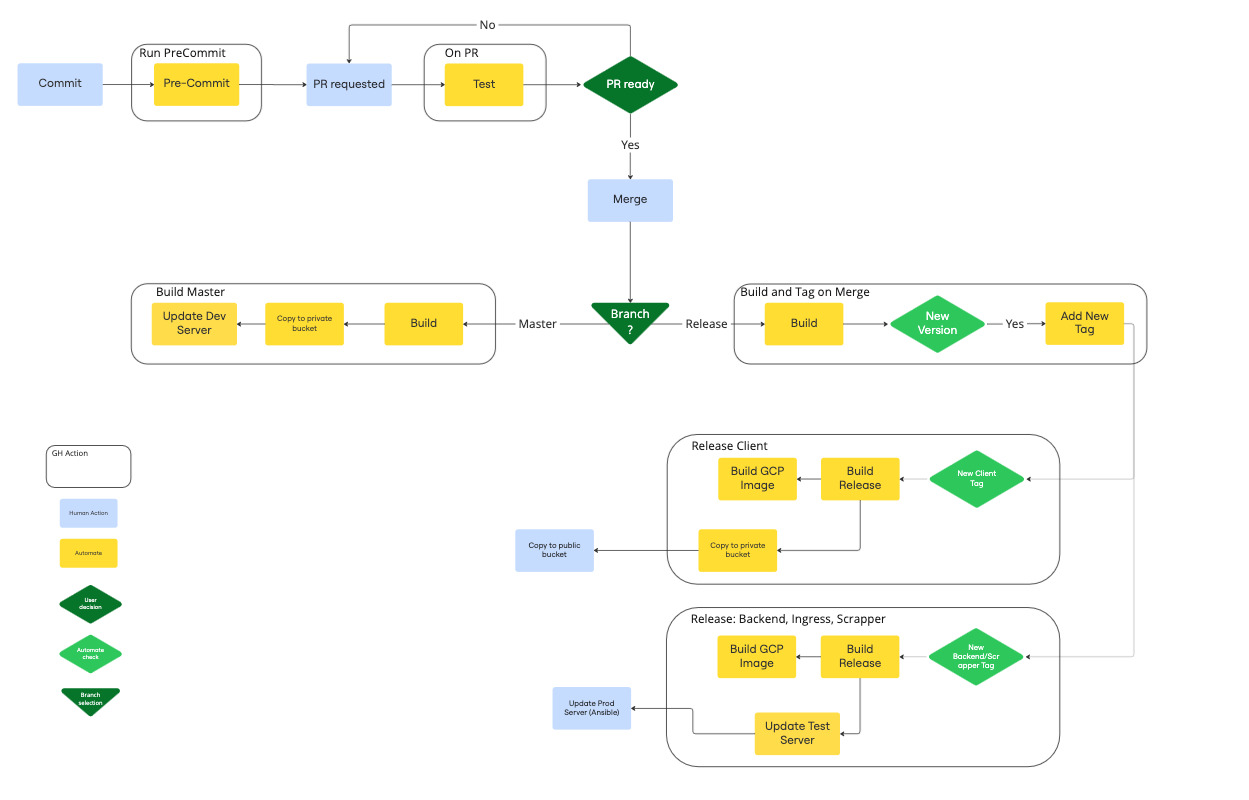 No
Run PreCommit
On PR
Commit
Pre-Commit
PR requested
Test
PR ready
Yes
Merge
Build Master
Update Dev
Server
Copy to private
bucket
Build
Master
Branch
?
Release
Build and Tag on Merge
Build
New
Version
Yes
Add New
Tag
GH Action
Human Action
Automate
User
decision
Automate
check
Branch
selection
Release Client
Build GCP
Image
Build
Release
New Client
Tag
Copy to public
bucket
Copy to private
bucket
Release: Backend, Ingress, Scrapper
Build GCP
Image
Build
Release
New
Backend/Scr
apper Tag
Update Prod
Server (Ansible)
Update Test
Server